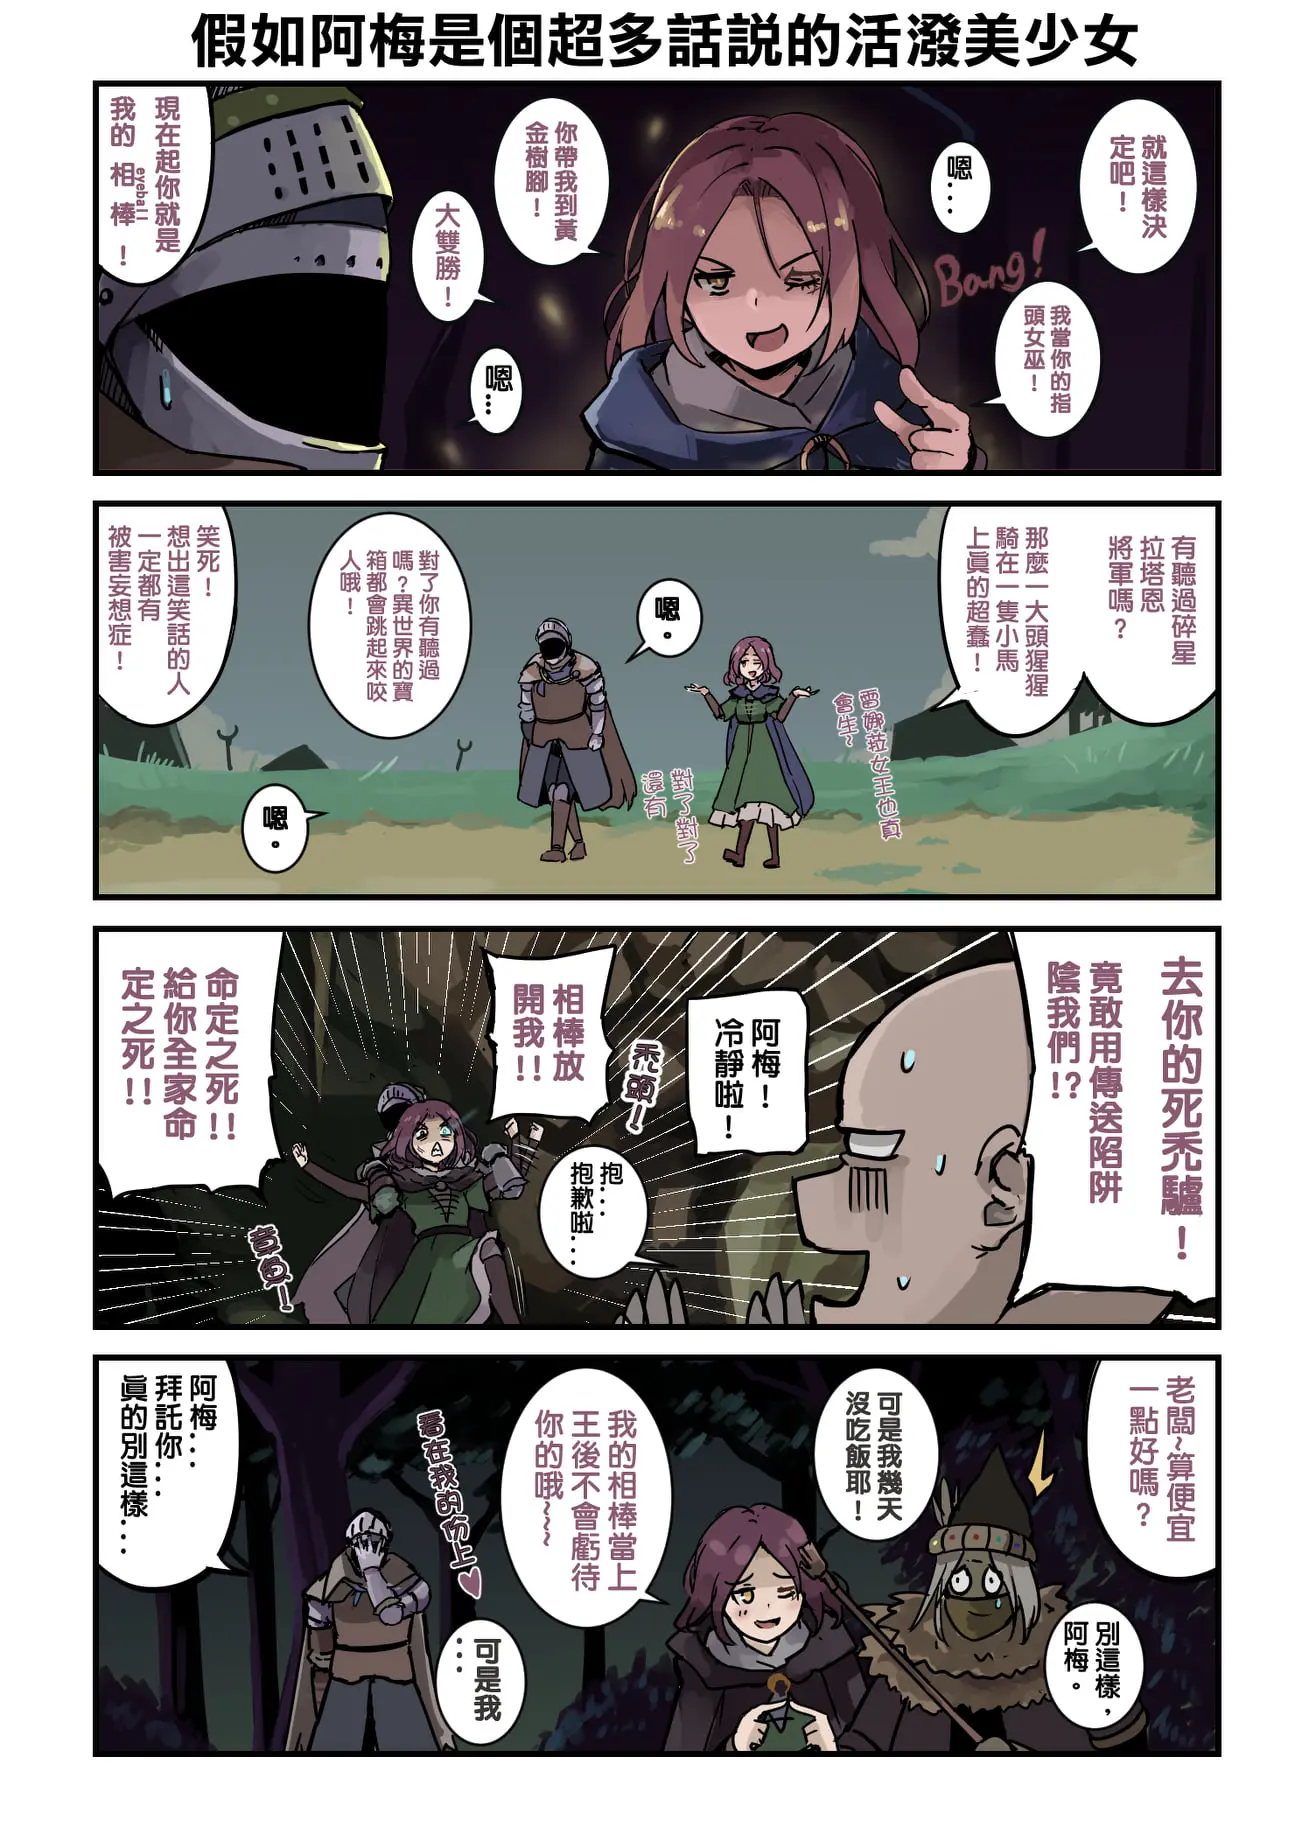 假如阿梅是個超多話說的活潑美少女
就這樣決
定吧！
嗯…
我當你的指
頭女巫！
Bang!
你帶我到黃
金樹腳！
大雙勝！
嗯…
現在起你就是
我的相棒！
eyeball
有聽過碎星
拉塔恩
將軍嗎？
那麼一大頭猩猩
騎在一隻小馬
上真的超蠢！
嗯。
雷娜菈女王也真
會生~
對了對了
還有
對了你有聽過
嗎？異世界的寶
箱都會跳起來咬
人哦！
嗯。
笑死！
想出這笑話的人
一定都有
被害妄想症！
去你的死禿驢！
竟敢用傳送陷阱
陰我們!?
阿梅！
冷靜啦！
禿頭！
抱…
抱歉啦…
相棒放
開我!!
命定之死!!
給你全家命
定之死!!
章魚！
老闆~算便宜
一點好嗎？
別這樣，
阿梅。
可是我幾天
沒吃飯耶！
我的相棒當上
王後不會虧待
你的哦~~~
看在我的份上♥
可是我
…
阿梅…
拜託你…
真的別這樣…